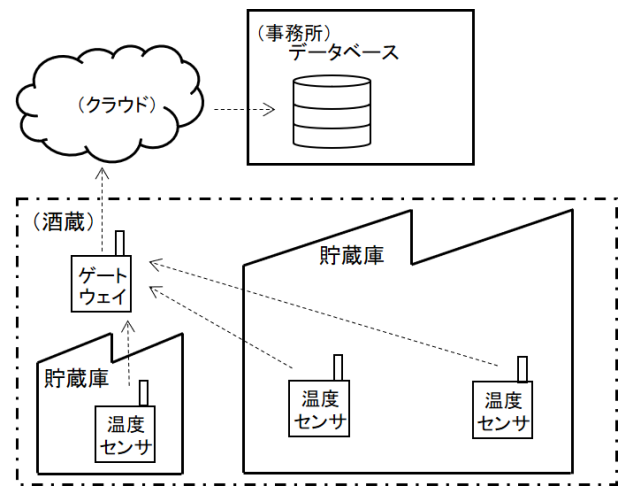 (事務所)
データベース
(クラウド)
(酒蔵)
ゲート
ウェイ
貯蔵庫
貯蔵庫
温度
センサ
温度
センサ
温度
センサ